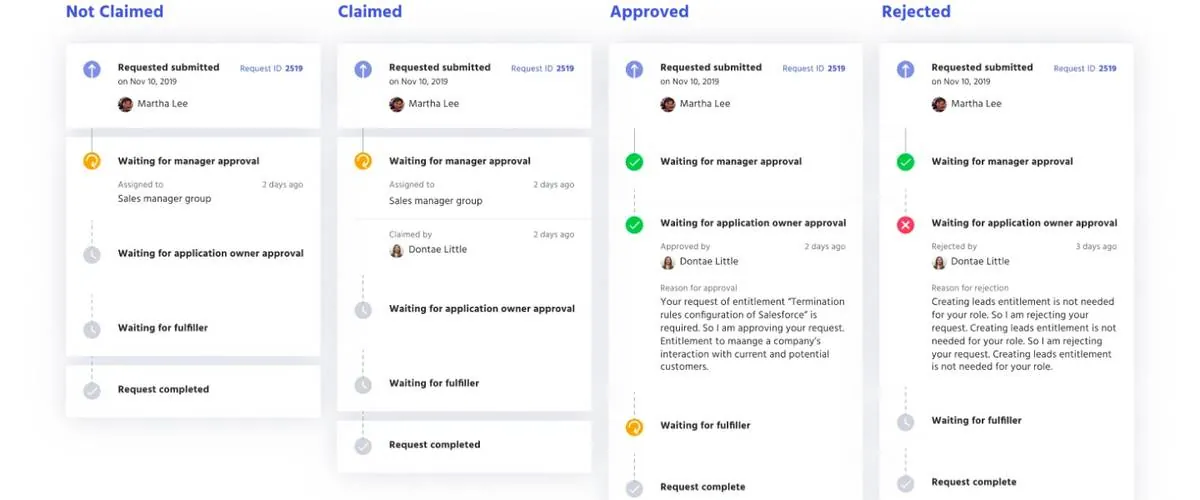 Not Claimed
Requested submitted
Request ID 2519
on Nov 10, 2019
Martha Lee
Waiting for manager approval
Assigned to
2 days ago
Sales manager group
Waiting for application owner approval
Waiting for fulfiller
Request completed
Claimed
Requested submitted
Request ID 2519
on Nov 10, 2019
Martha Lee
Waiting for manager approval
Assigned to
2 days ago
Sales manager group
Claimed by
2 days ago
Dontae Little
Waiting for application owner approval
Waiting for fulfiller
Request completed
Approved
Requested submitted
Request ID 2519
on Nov 10, 2019
Martha Lee
Waiting for manager approval
Waiting for application owner approval
Approved by
2 days ago
Dontae Little
Reason for approval
Your request of entitlement "Termination
rules configuration of Salesforce" is
required. So I am approving your request.
Entitlement to maange a company's
interaction with current and potential
customers.
Waiting for fulfiller
Request complete
Rejected
Requested submitted
Request ID 2519
on Nov 10, 2019
Martha Lee
Waiting for manager approval
Waiting for application owner approval
Rejected by
3 days ago
Dontae Little
Reason for rejection
Creating leads entitlement is not needed
for your role. So I am rejecting your
request. Creating leads entitlement is not
needed for your role. So I am rejecting
your request. Creating leads entitlement
is not needed for your role.
Waiting for fulfiller
Request complete